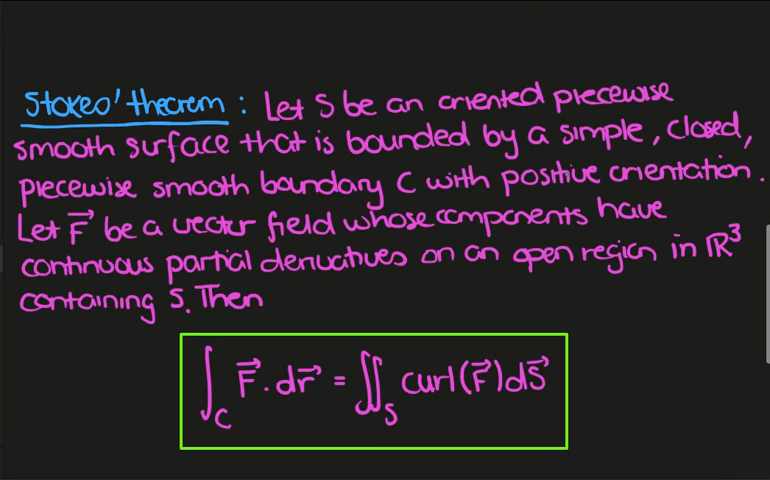 Stokes' theorem: Let S be an oriented piecewise
smooth surface that is bounded by a simple, closed,
piecewise smooth boundary C with positive orientation.
Let F⃗ be a vector field whose components have
continuous partial derivatives on an open region in ℝ³
containing S. Then
∫_C F⃗ · dr⃗ = ∬_S curl(F⃗) dS⃗